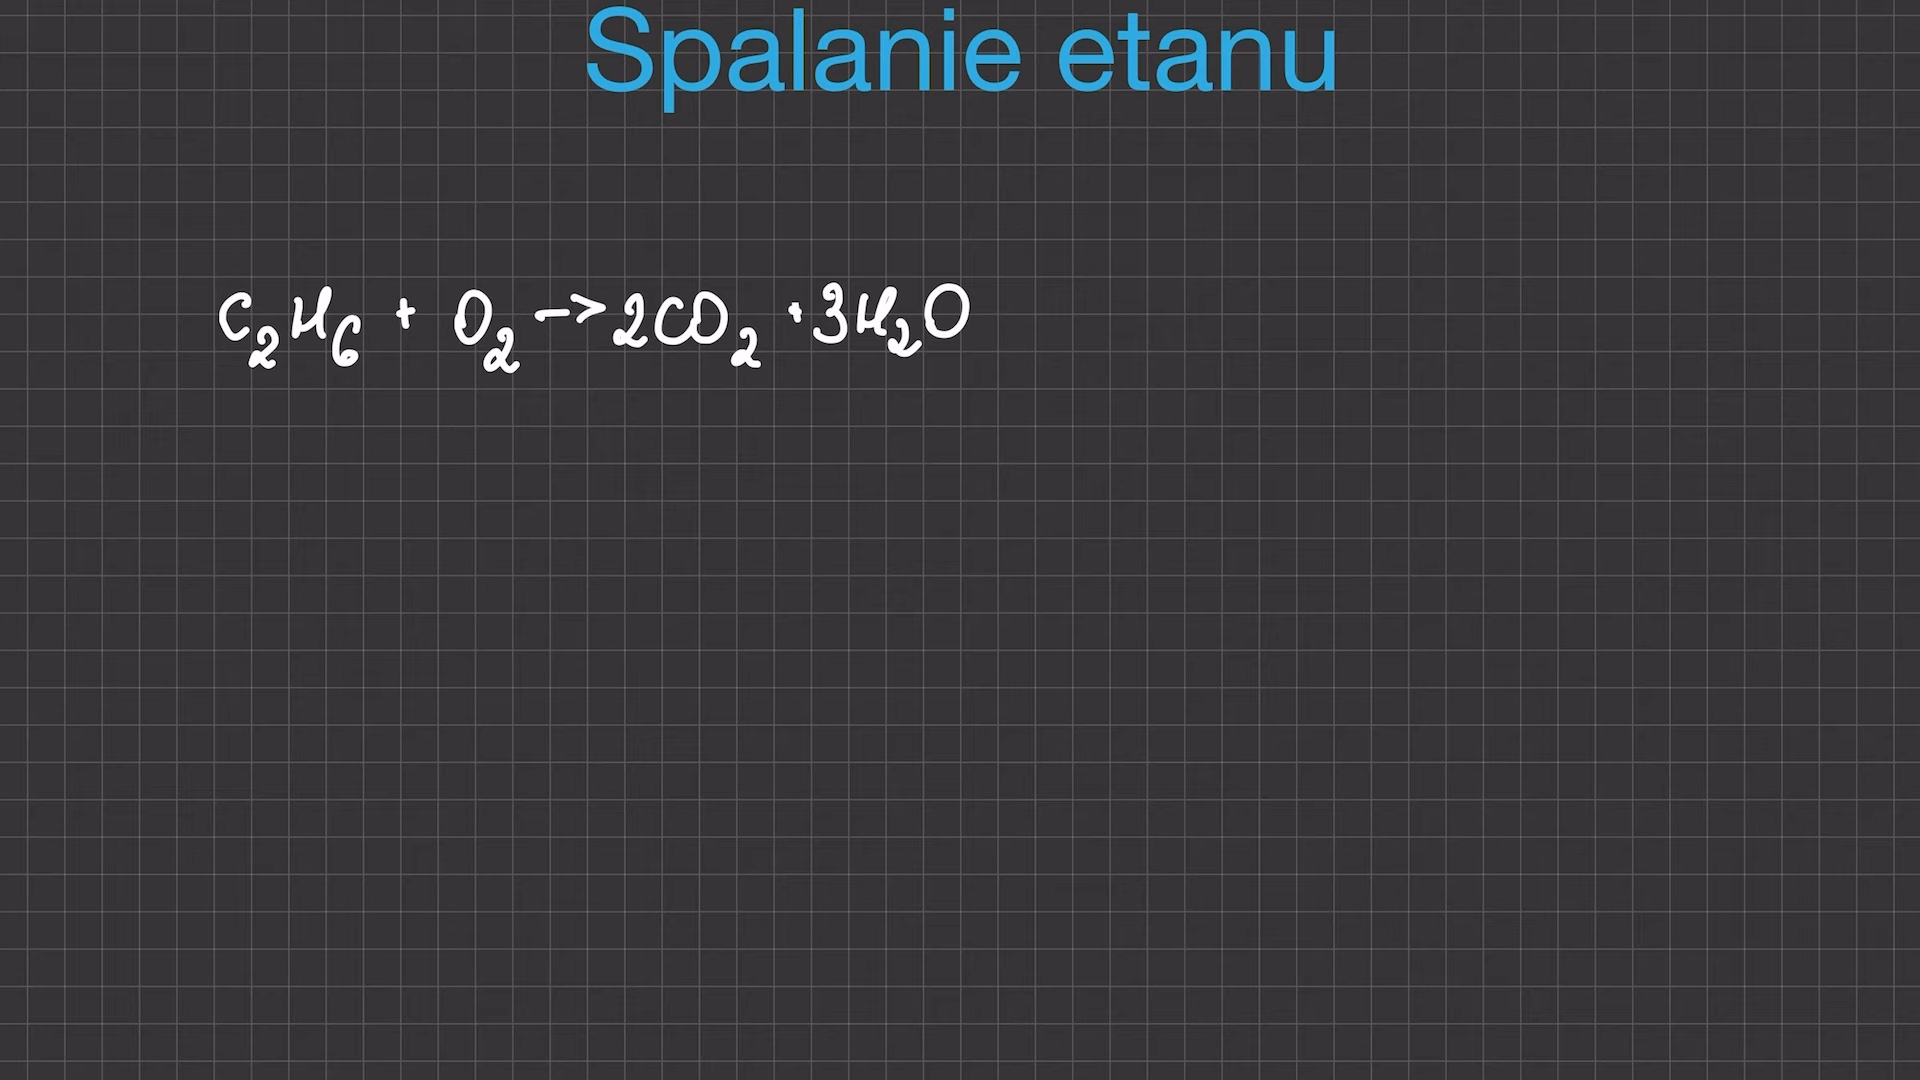 Spalanie etanu
C₂H₆ + O₂ -> 2CO₂ + 3H₂O